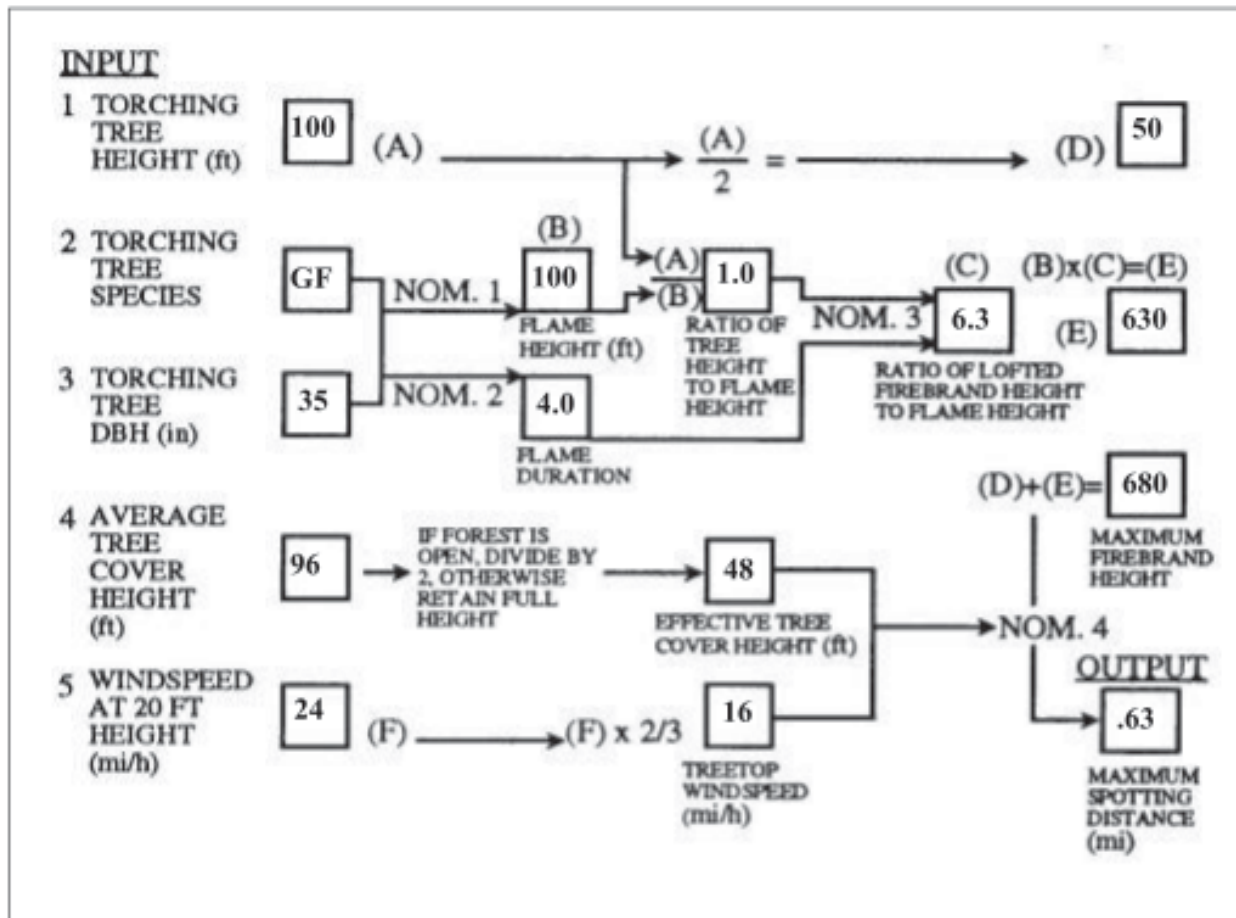 INPUT
1 TORCHING
TREE
HEIGHT (ft)
100
(A)
(A)
2
=
(D)
50
2 TORCHING
TREE
SPECIES
GF
NOM. 1
(B)
100
FLAME
HEIGHT (ft)
(A)
(B)
1.0
RATIO OF
TREE
HEIGHT
TO FLAME
HEIGHT
NOM. 3
(C)
6.3
RATIO OF LOFTED
FIREBRAND HEIGHT
TO FLAME HEIGHT
(B)x(C)=(E)
(E)
630
3 TORCHING
TREE
DBH (in)
35
NOM. 2
4.0
FLAME
DURATION
(D)+(E)=
680
MAXIMUM
FIREBRAND
HEIGHT
4 AVERAGE
TREE
COVER
HEIGHT
(ft)
96
IF FOREST IS
OPEN, DIVIDE BY
2, OTHERWISE
RETAIN FULL
HEIGHT
48
EFFECTIVE TREE
COVER HEIGHT (ft)
NOM. 4
5 WINDSPEED
AT 20 FT
HEIGHT
(mi/h)
24
(F)
(F) x 2/3
16
TREETOP
WINDSPEED
(mi/h)
OUTPUT
.63
MAXIMUM
SPOTTING
DISTANCE
(mi)